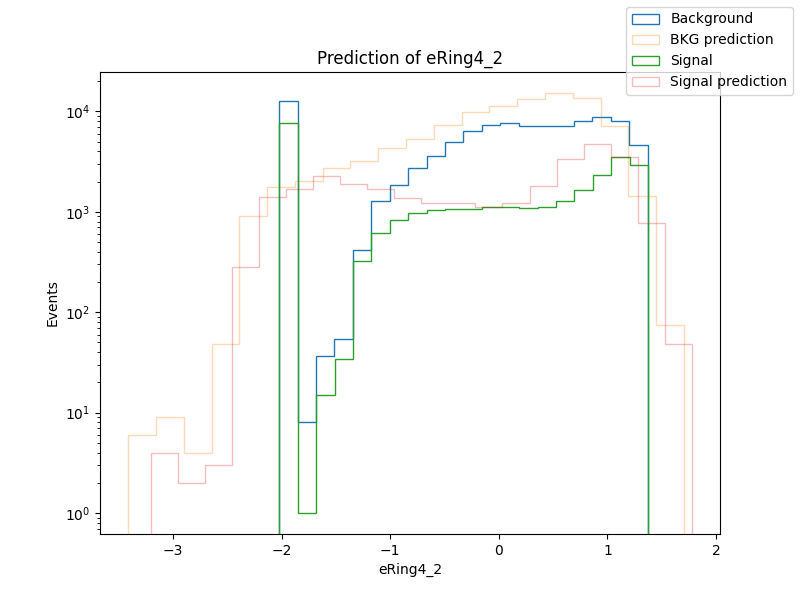 Prediction of eRing4_2
Background
BKG prediction
Signal
Signal prediction
Events
10⁴
10³
10²
10¹
10⁰
−3
−2
−1
0
1
2
eRing4_2